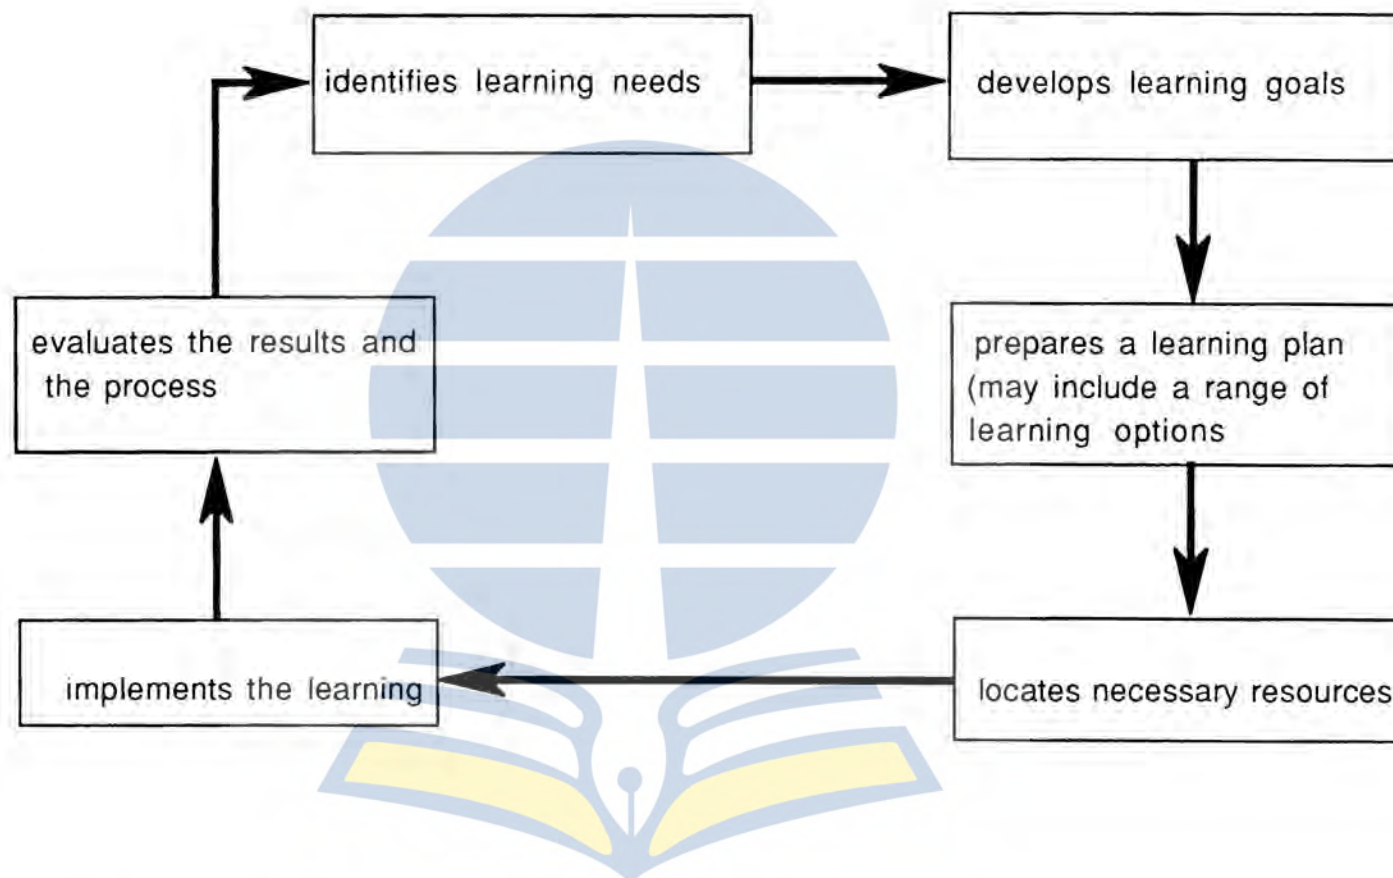 identifies learning needs
develops learning goals
prepares a learning plan
(may include a range of
learning options
locates necessary resources
implements the learning
evaluates the results and
the process